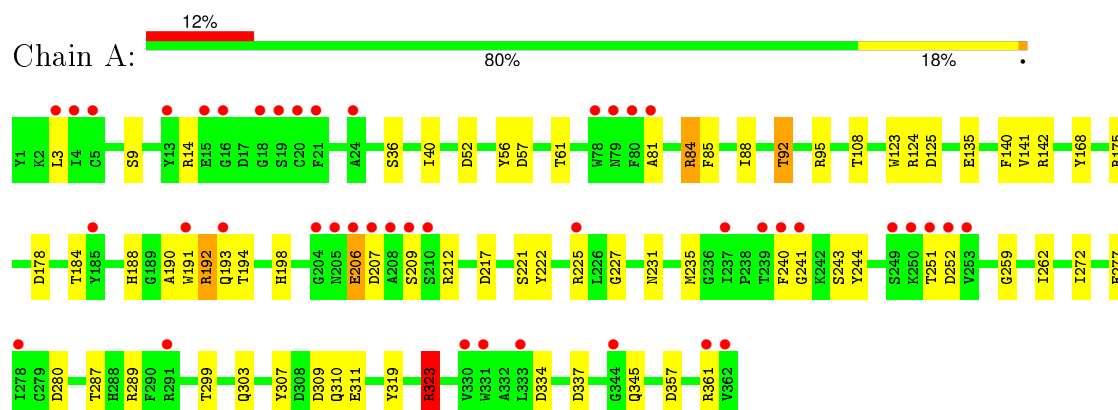 12%
Chain A:
80% 18% •
Y1 K2 L3 I4 C5 S9 Y13 R14 E15 G16 D17 G18 S19 C20 F21 A24 S36 I40 D52 Y56 D57 T61 W78 N79 F80 A81 R84 F85 I88 T92 R95 T108 W123 R124 D125 E135 F140 V141 R142 Y168
D178 T184 Y185 H188 G189 A190 W191 R192 Q193 T194 H198 G204 N205 E206 D207 A208 S209 S210 R212 D217 S221 Y222 R225 L226 G227 N231 M235 G236 I237 P238 T239 F240 G241 K242 S243 Y244 S249 K250 T251 D252 V253 G259 I262 I272
I278 C279 D280 T287 H288 R289 F290 R291 T299 Q303 Y307 D308 D309 Q310 E311 Y319 R323 V330 W331 A332 L333 D334 D337 G344 Q345 D357 R361 V362